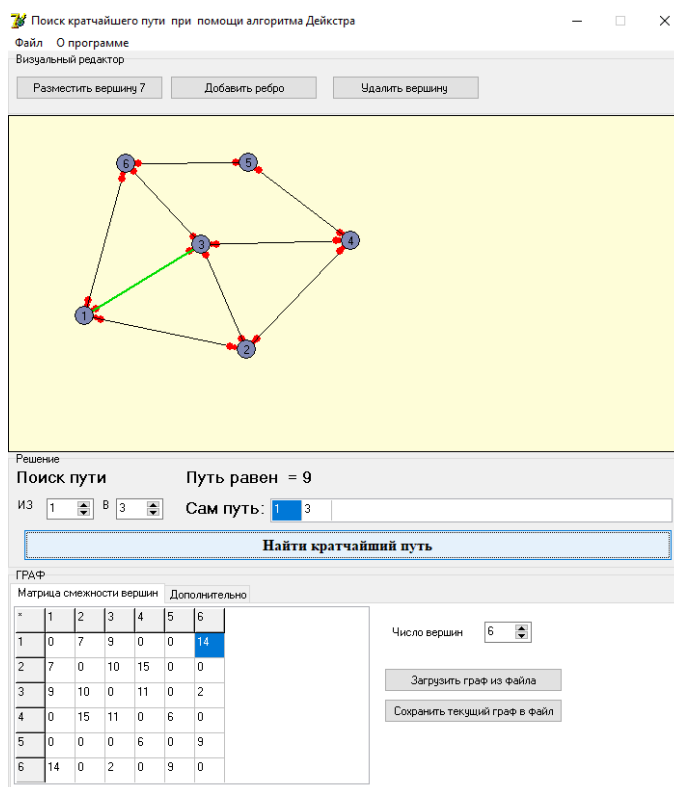 Поиск кратчайшего пути при помощи алгоритма Дейкстра
Файл О программе
Визуальный редактор
Разместить вершину 7 Добавить ребро Удалить вершину
6 5
3 4
1
2
Решение
Поиск пути Путь равен = 9
из 1 в 3 Сам путь: 1 3
Найти кратчайший путь
ГРАФ
Матрица смежности вершин Дополнительно
* 1 2 3 4 5 6
1 0 7 9 0 0 14
2 7 0 10 15 0 0
3 9 10 0 11 0 2
4 0 15 11 0 6 0
5 0 0 0 6 0 9
6 14 0 2 0 9 0
Число вершин 6
Загрузить граф из файла
Сохранить текущий граф в файл